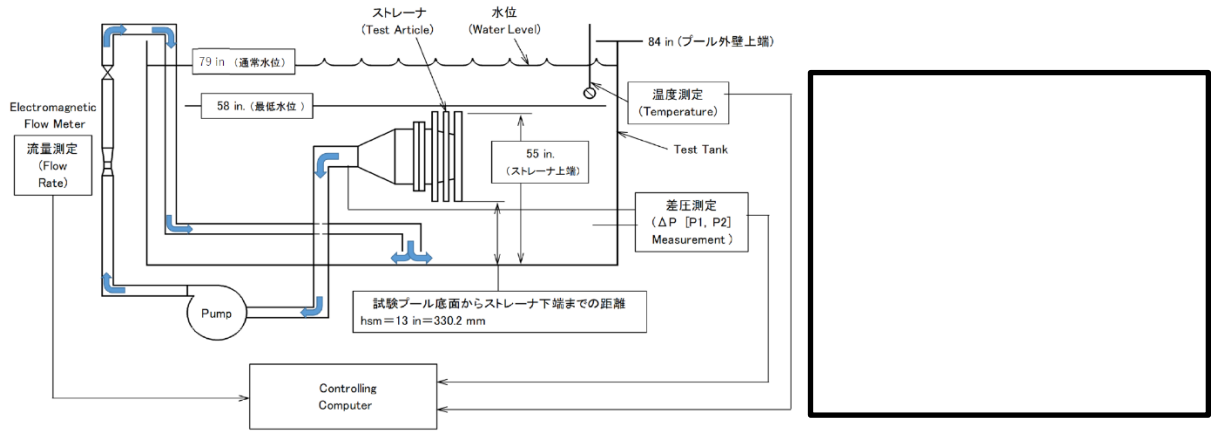 ストレーナ
(Test Article)
水位
(Water Level)
84 in (プール外壁上端)
79 in (通常水位)
58 in. (最低水位)
温度測定
(Temperature)
Electromagnetic
Flow Meter
流量測定
(Flow
Rate)
55 in.
(ストレーナ上端)
Test Tank
差圧測定
(ΔP [P1, P2]
Measurement)
試験プール底面からストレーナ下端までの距離
hsm=13 in=330.2 mm
Pump
Controlling
Computer